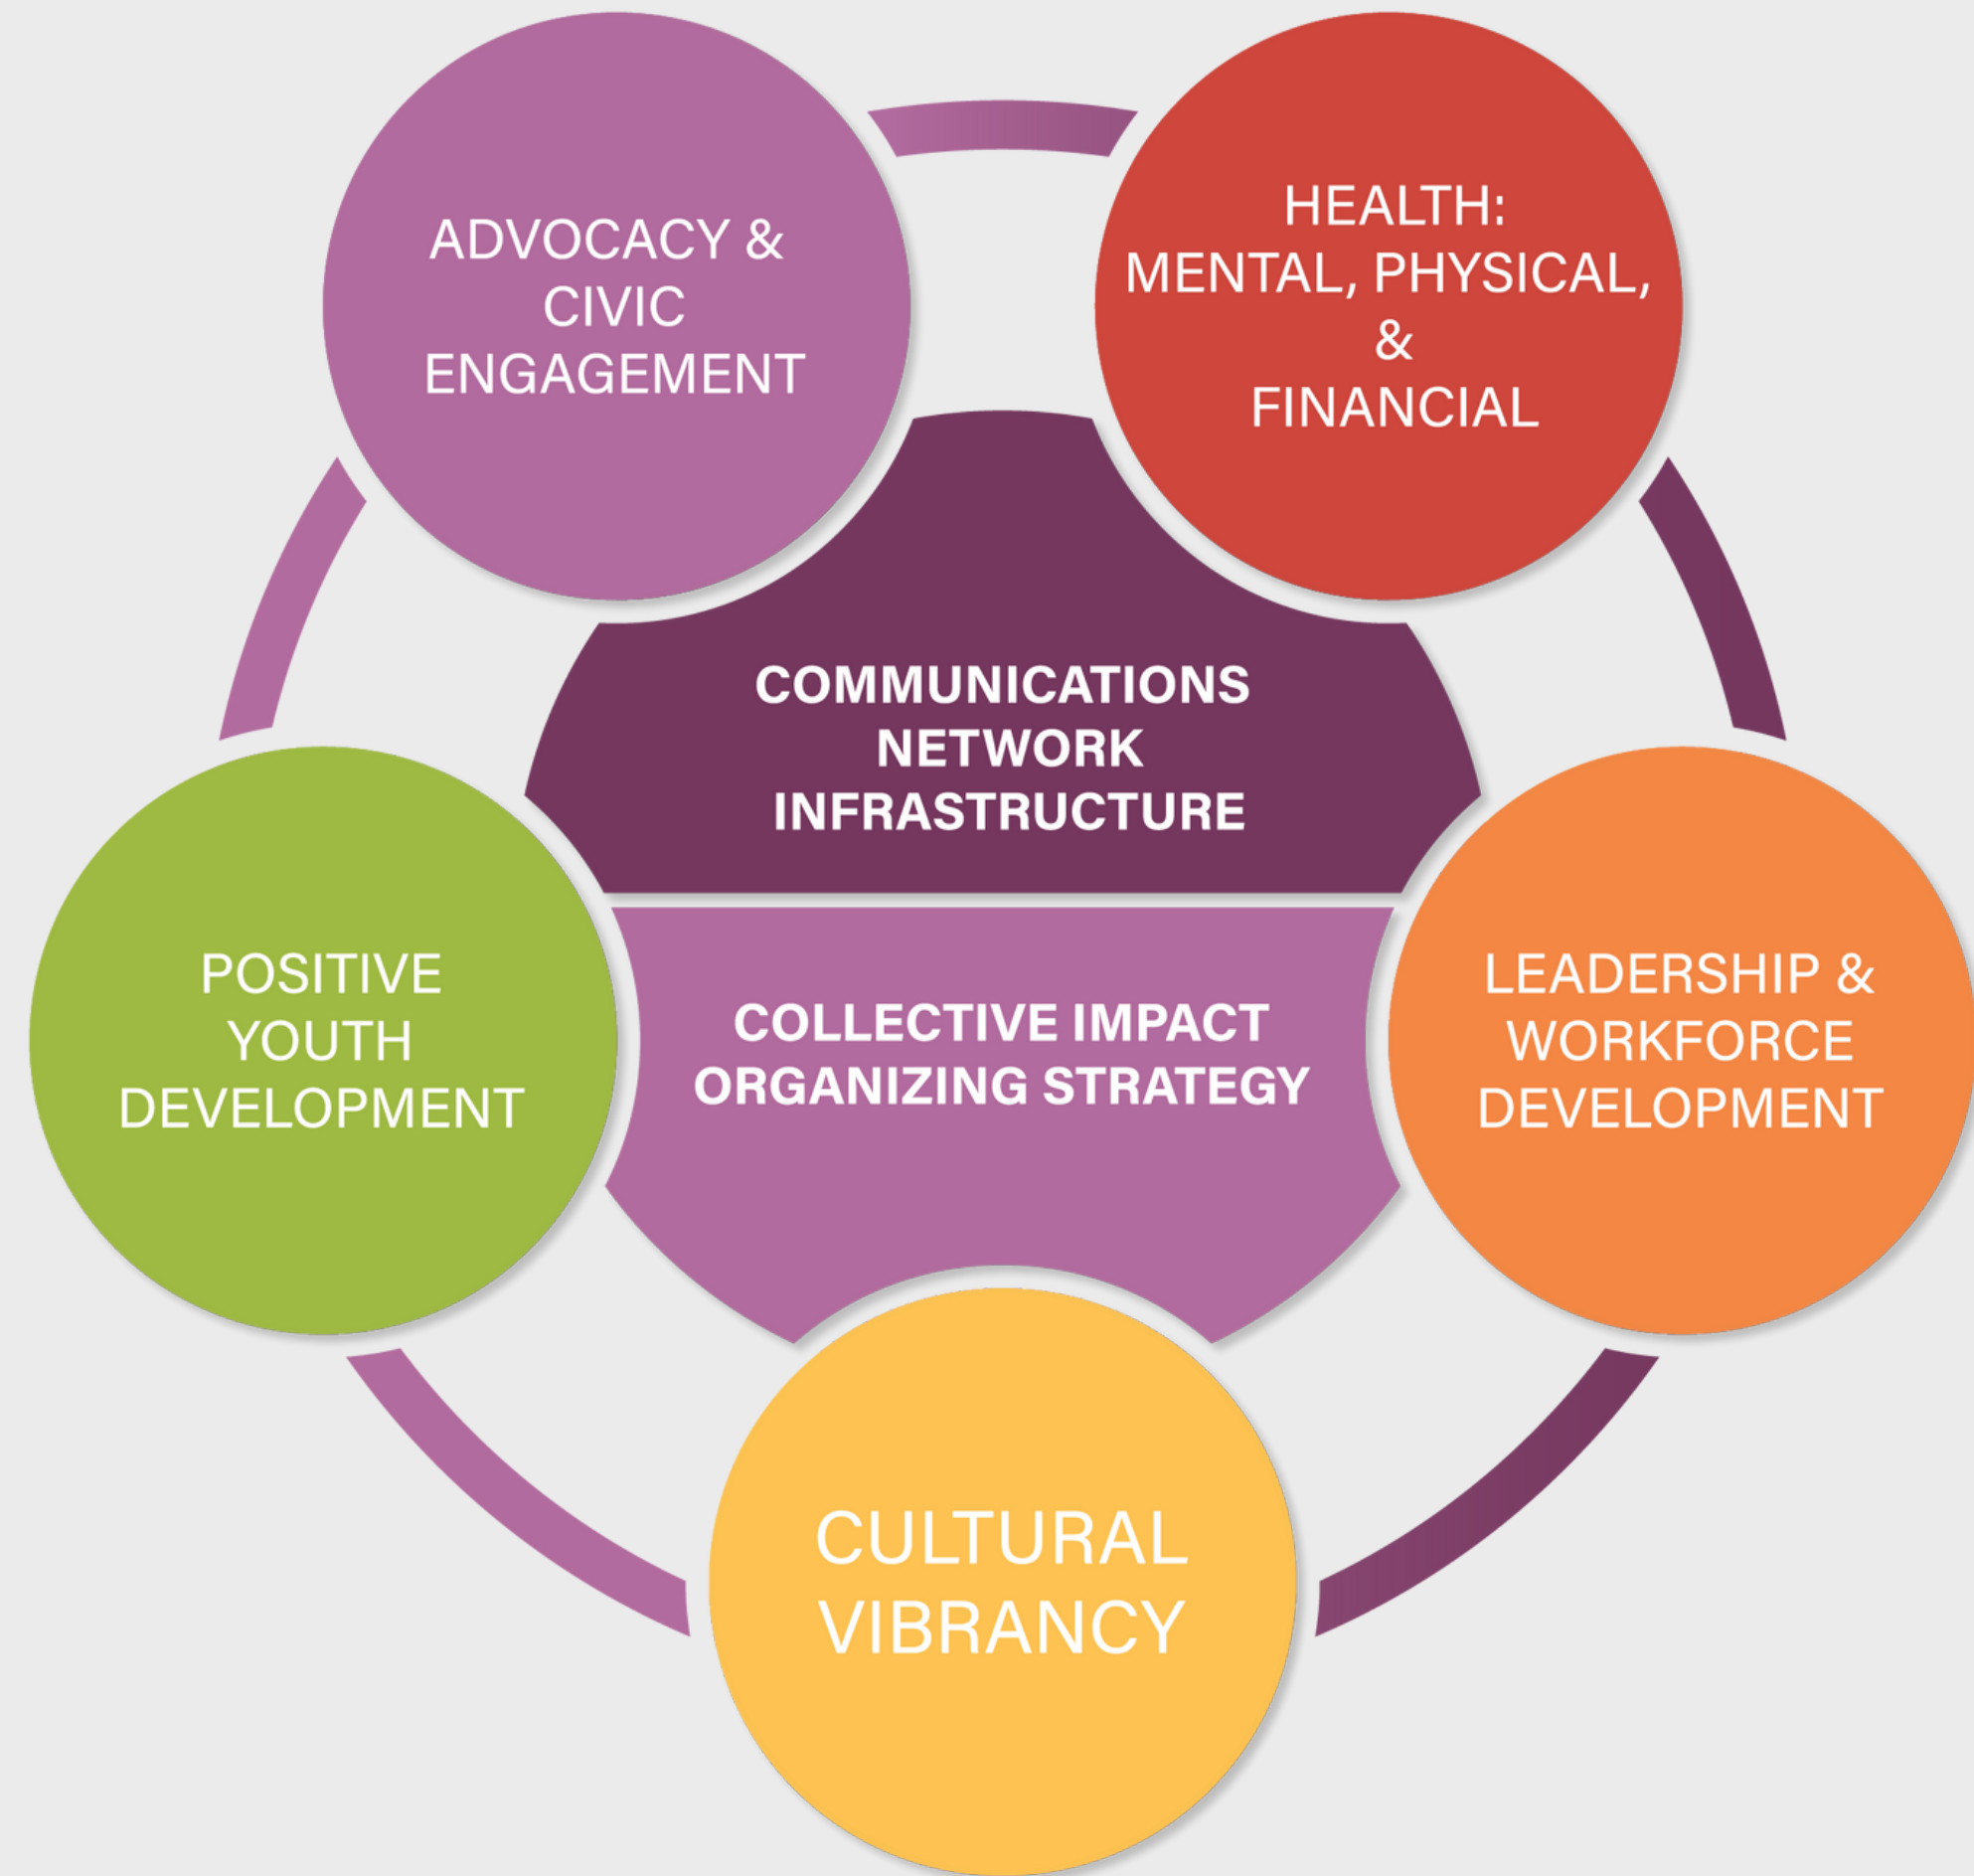 ADVOCACY &
CIVIC
ENGAGEMENT
HEALTH:
MENTAL, PHYSICAL,
&
FINANCIAL
COMMUNICATIONS
NETWORK
INFRASTRUCTURE
POSITIVE
YOUTH
DEVELOPMENT
COLLECTIVE IMPACT
ORGANIZING STRATEGY
LEADERSHIP &
WORKFORCE
DEVELOPMENT
CULTURAL
VIBRANCY